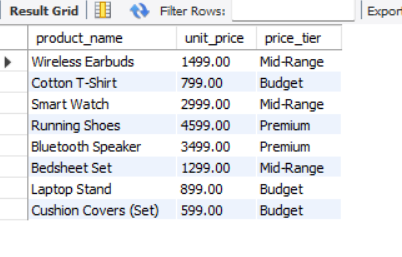 Result Grid Filter Rows: Export
product_name unit_price price_tier
Wireless Earbuds 1499.00 Mid-Range
Cotton T-Shirt 799.00 Budget
Smart Watch 2999.00 Mid-Range
Running Shoes 4599.00 Premium
Bluetooth Speaker 3499.00 Premium
Bedsheet Set 1299.00 Mid-Range
Laptop Stand 899.00 Budget
Cushion Covers (Set) 599.00 Budget